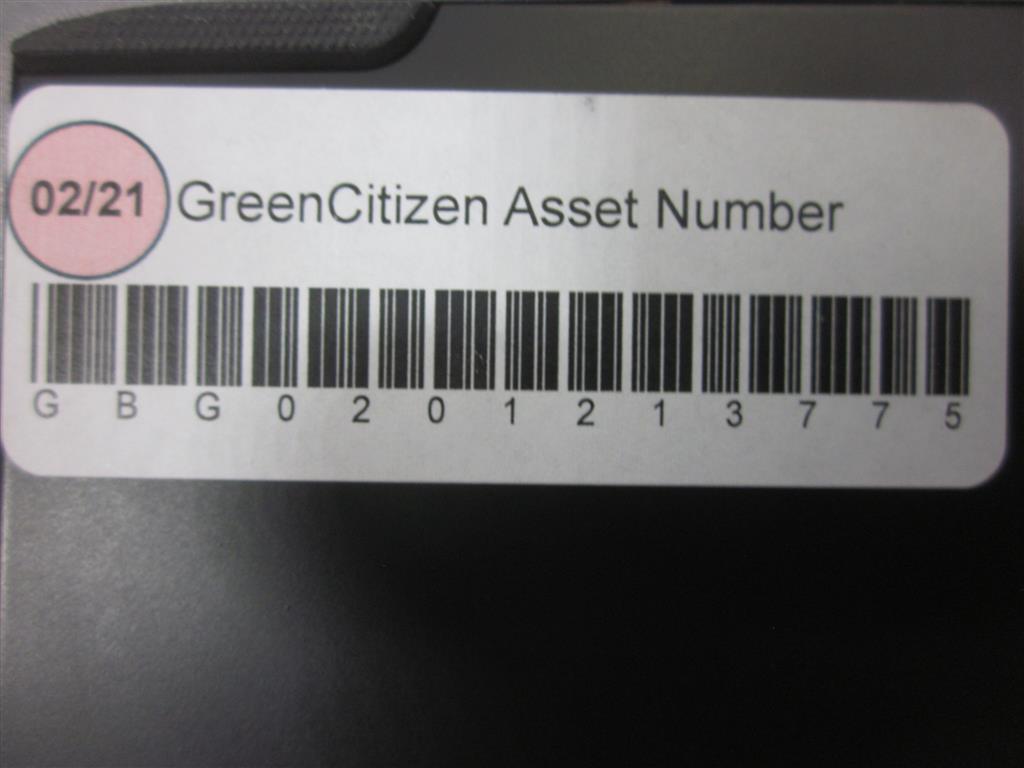 02/21 GreenCitizen Asset Number
G B G 0 2 0 1 2 1 3 7 7 5